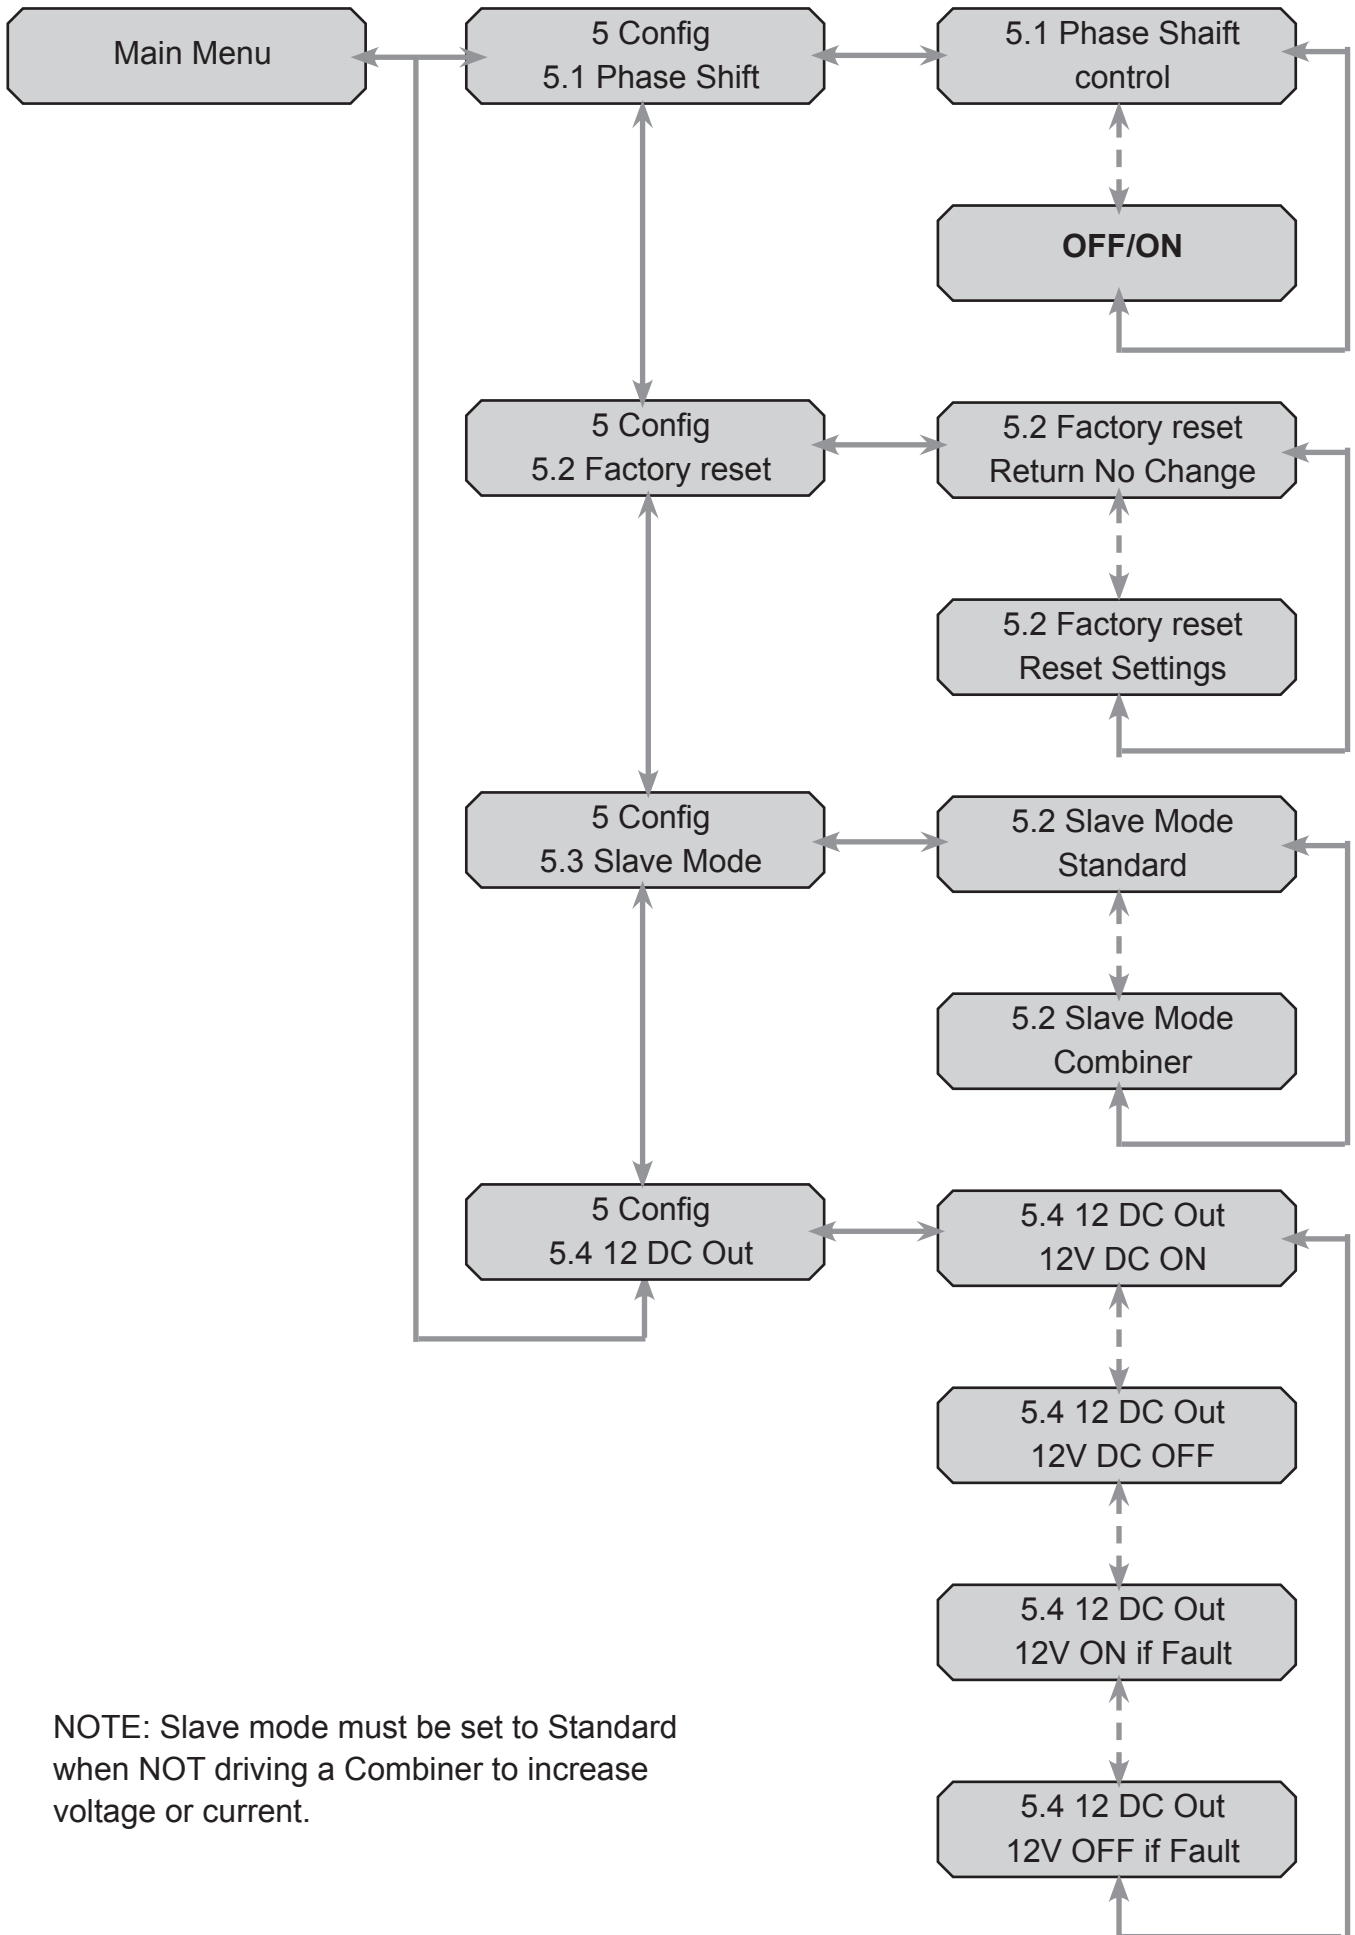 Main Menu
5 Config
5.1 Phase Shift
5.1 Phase Shaift
control
OFF/ON
5 Config
5.2 Factory reset
5.2 Factory reset
Return No Change
5.2 Factory reset
Reset Settings
5 Config
5.3 Slave Mode
5.2 Slave Mode
Standard
5.2 Slave Mode
Combiner
5 Config
5.4 12 DC Out
5.4 12 DC Out
12V DC ON
5.4 12 DC Out
12V DC OFF
5.4 12 DC Out
12V ON if Fault
5.4 12 DC Out
12V OFF if Fault
NOTE: Slave mode must be set to Standard
when NOT driving a Combiner to increase
voltage or current.